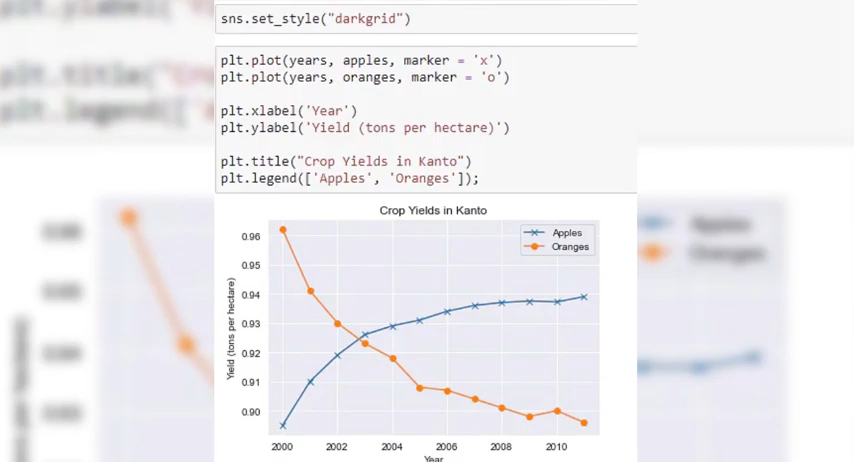 sns.set_style("darkgrid")
plt.plot(years, apples, marker = 'x')
plt.plot(years, oranges, marker = 'o')
plt.xlabel('Year')
plt.ylabel('Yield (tons per hectare)')
plt.title("Crop Yields in Kanto")
plt.legend(['Apples', 'Oranges']);
Crop Yields in Kanto
Apples
Oranges
Yield (tons per hectare)
0.96
0.95
0.94
0.93
0.92
0.91
0.90
2000 2002 2004 2006 2008 2010
Year